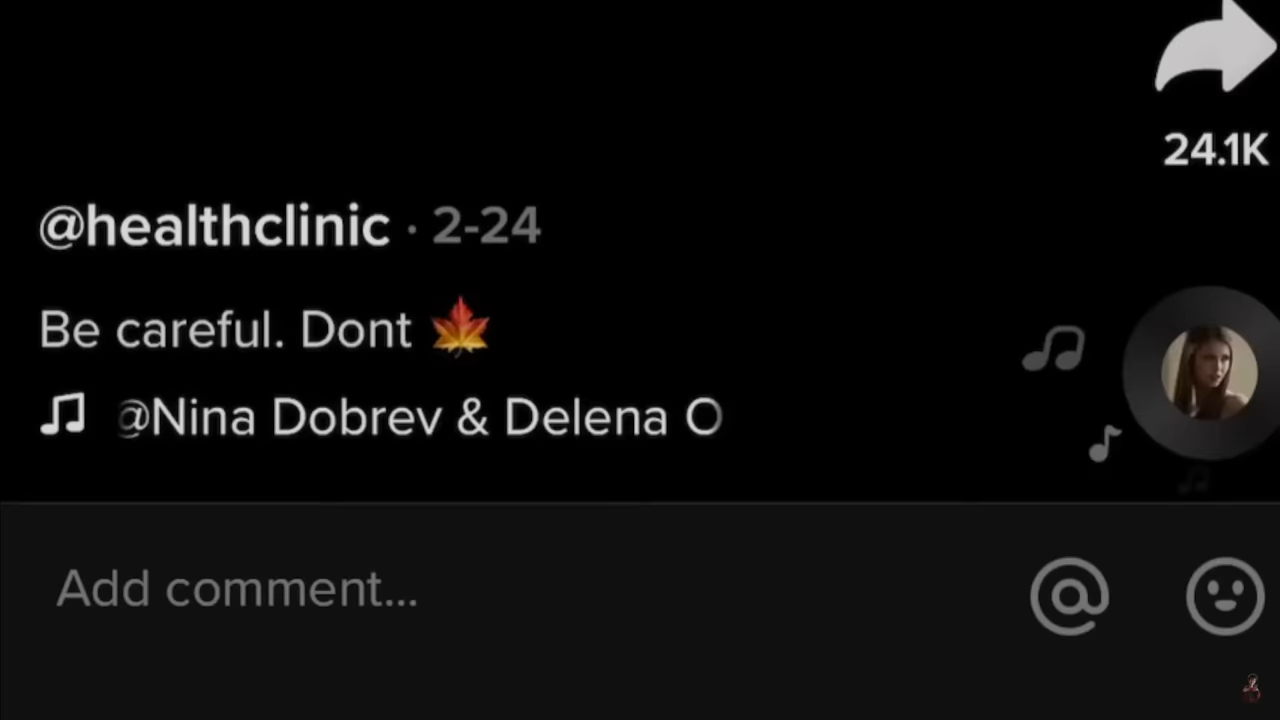 24.1K
@healthclinic · 2-24
Be careful. Dont 🍁
@Nina Dobrev & Delena O
Add comment...